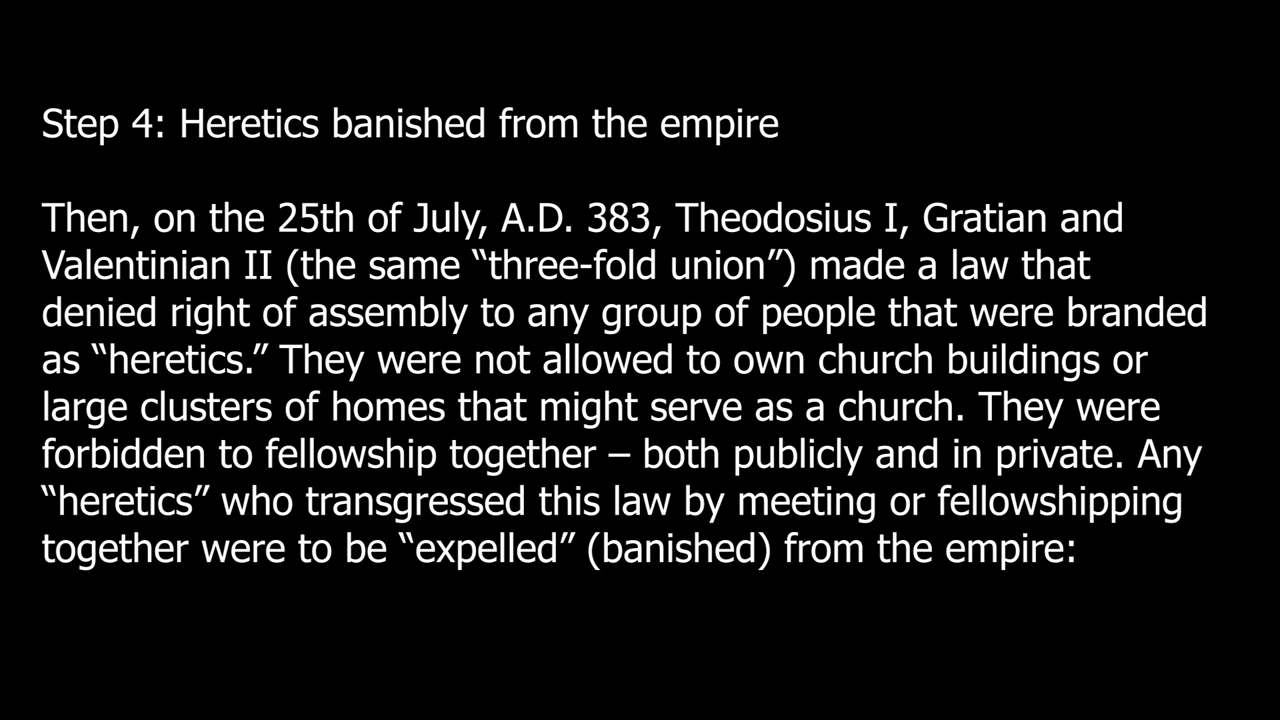 Step 4: Heretics banished from the empire
Then, on the 25th of July, A.D. 383, Theodosius I, Gratian and
Valentinian II (the same “three-fold union”) made a law that
denied right of assembly to any group of people that were branded
as “heretics.” They were not allowed to own church buildings or
large clusters of homes that might serve as a church. They were
forbidden to fellowship together – both publicly and in private. Any
“heretics” who transgressed this law by meeting or fellowshipping
together were to be “expelled” (banished) from the empire: